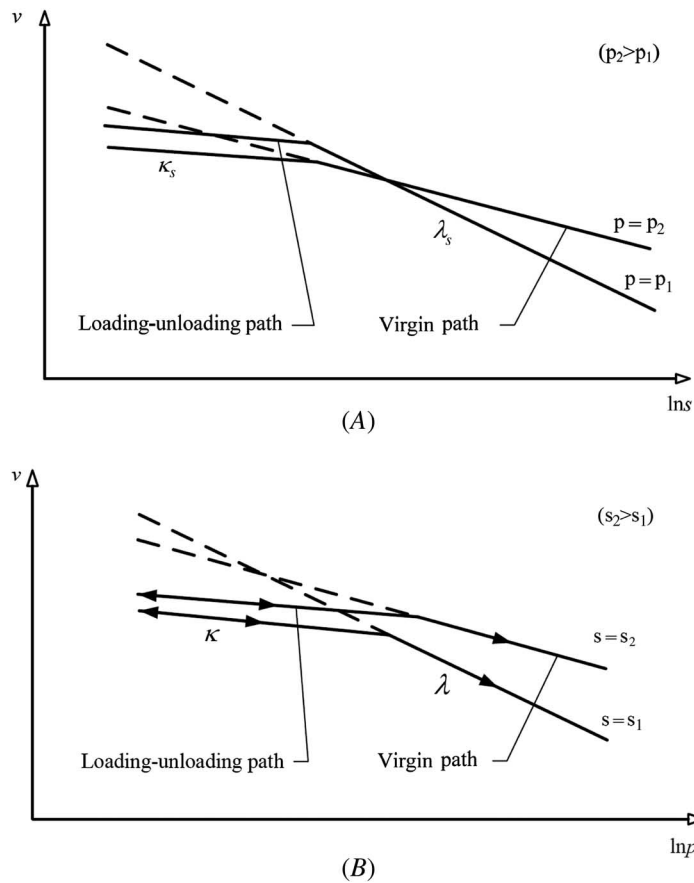 v
(p₂>p₁)
κₛ
λₛ
p = p₂
p = p₁
Loading-unloading path
Virgin path
lns
(A)
v
(s₂>s₁)
κ
λ
s = s₂
s = s₁
Loading-unloading path
Virgin path
lnp
(B)